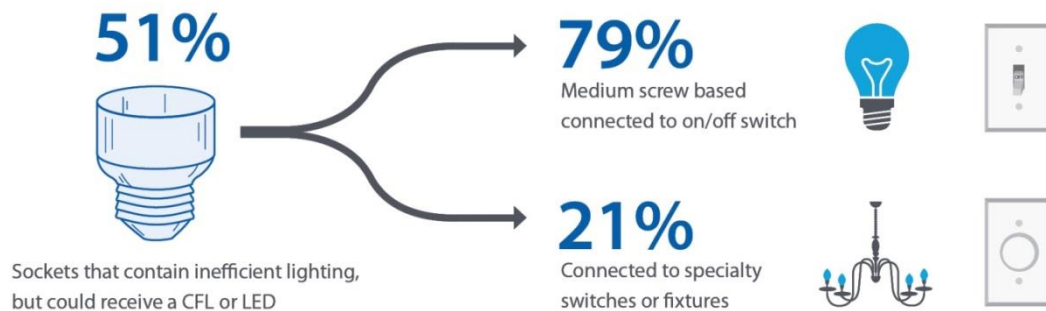 51%
Sockets that contain inefficient lighting,
but could receive a CFL or LED
79%
Medium screw based
connected to on/off switch
OFF
21%
Connected to specialty
switches or fixtures